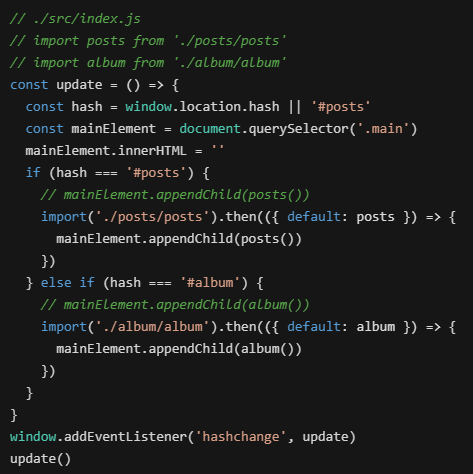 // ./src/index.js
// import posts from './posts/posts'
// import album from './album/album'
const update = () => {
  const hash = window.location.hash || '#posts'
  const mainElement = document.querySelector('.main')
  mainElement.innerHTML = ''
  if (hash === '#posts') {
    // mainElement.appendChild(posts())
    import('./posts/posts').then(({ default: posts }) => {
      mainElement.appendChild(posts())
    })
  } else if (hash === '#album') {
    // mainElement.appendChild(album())
    import('./album/album').then(({ default: album }) => {
      mainElement.appendChild(album())
    })
  }
}
window.addEventListener('hashchange', update)
update()